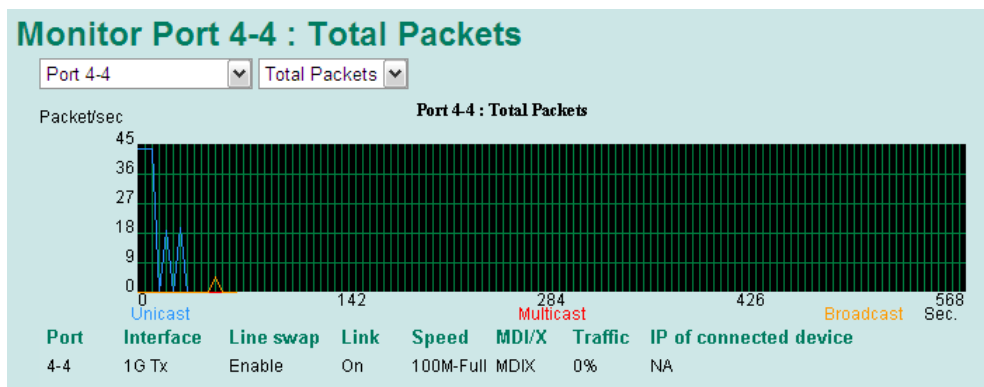 Monitor Port 4-4 : Total Packets
Port 4-4 Total Packets
Packet/sec Port 4-4 : Total Packets
45
36
27
18
9
0
0 142 284 426 568
Unicast Multicast Broadcast Sec.
Port Interface Line swap Link Speed MDI/X Traffic IP of connected device
4-4 1G Tx Enable On 100M-Full MDIX 0% NA